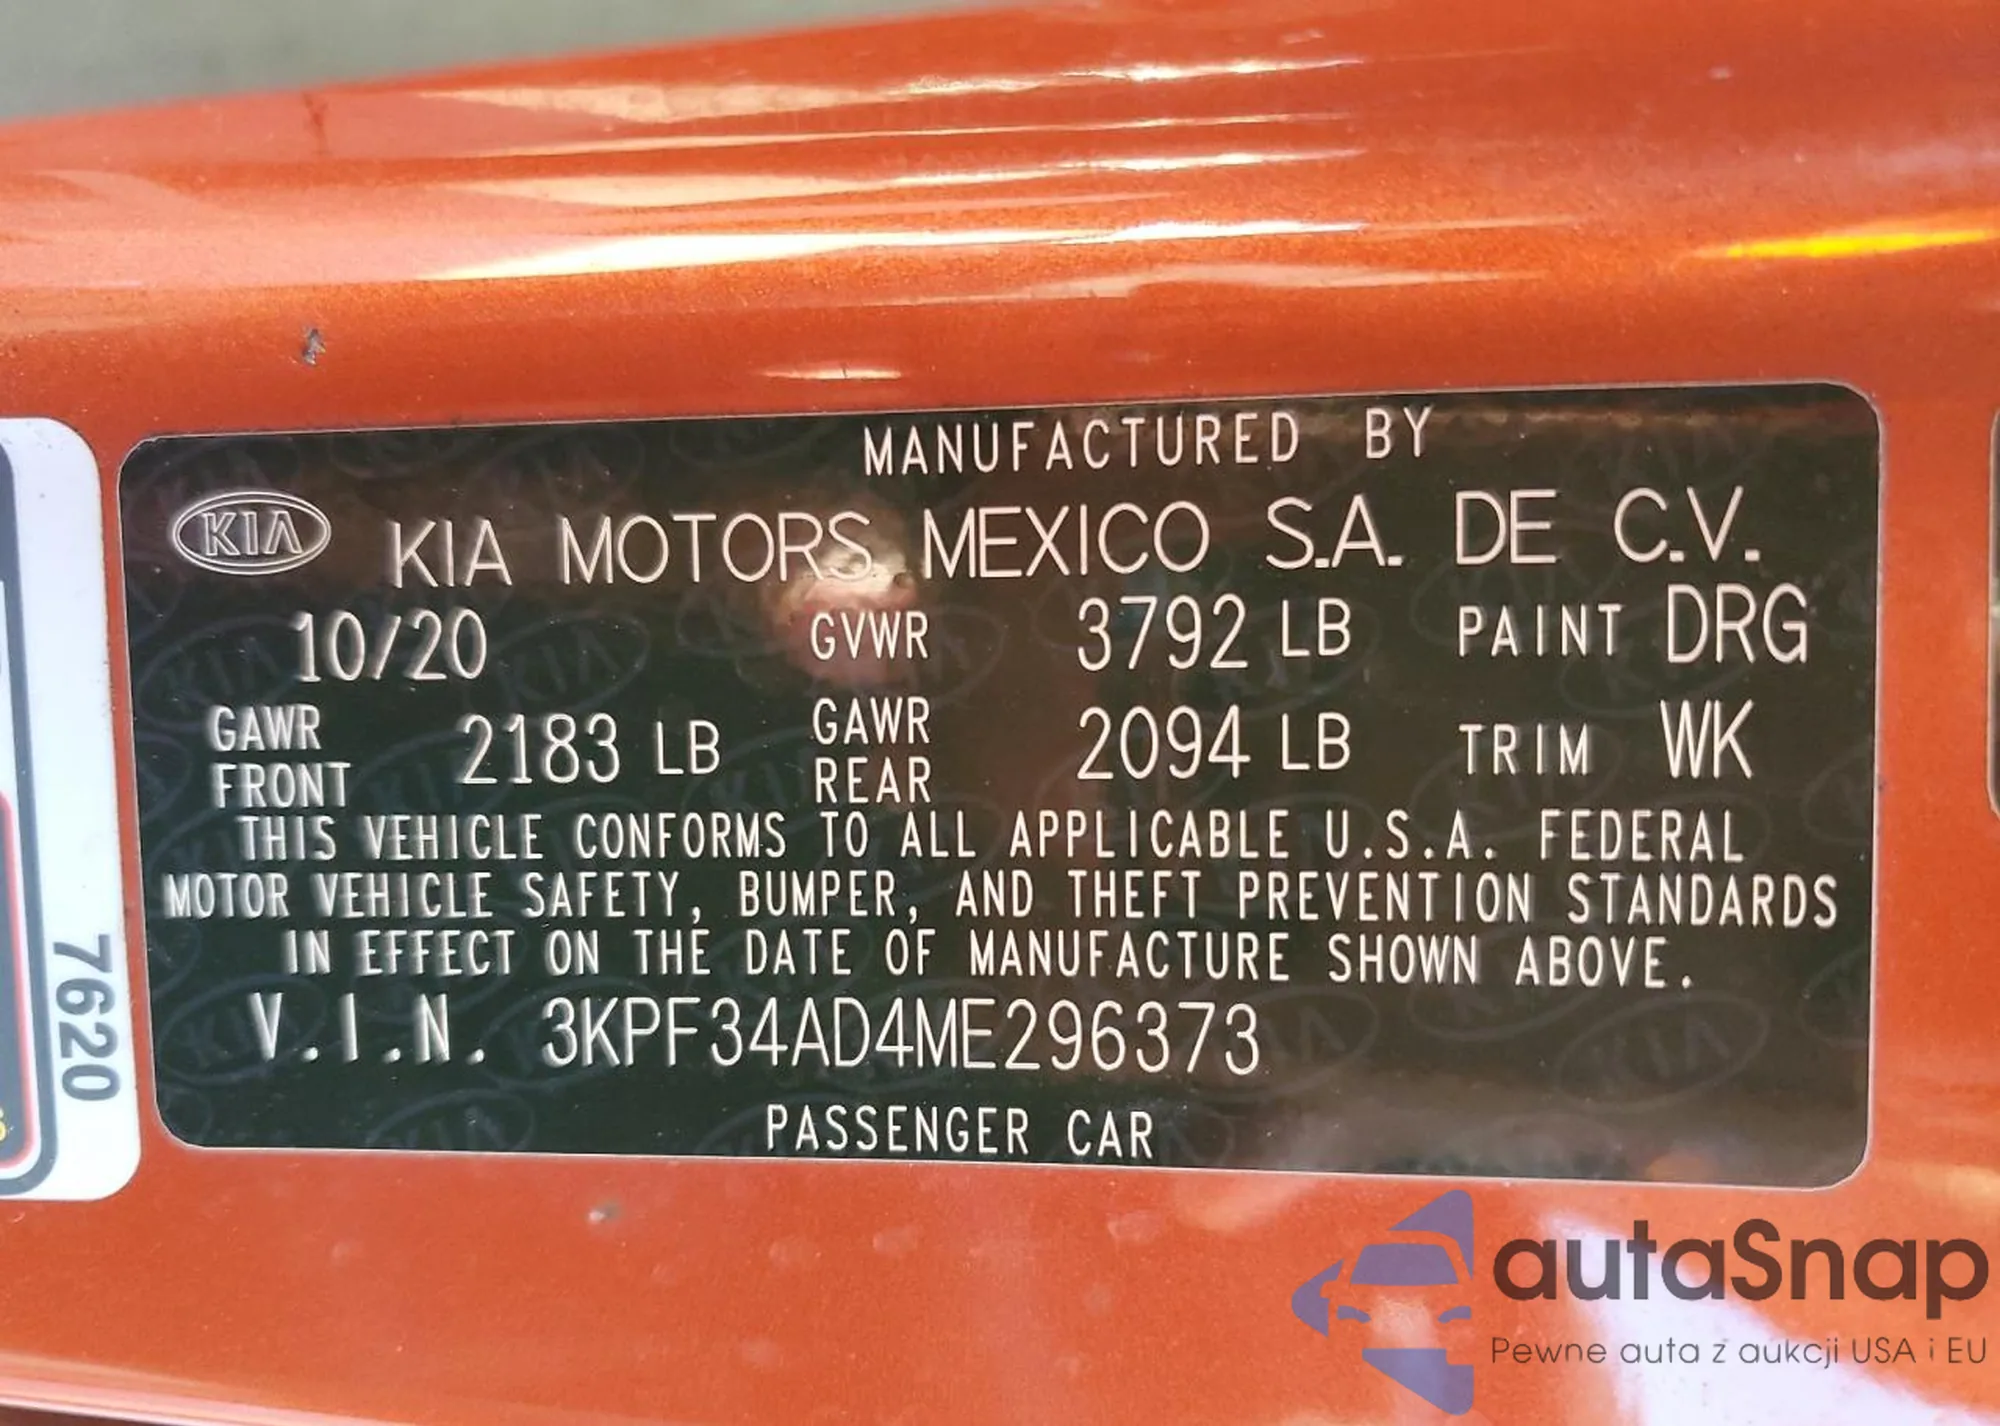 MANUFACTURED BY
KIA KIA MOTORS MEXICO S.A. DE C.V.
10/20 GVWR 3792 LB PAINT DRG
GAWR FRONT 2183 LB GAWR REAR 2094 LB TRIM WK
THIS VEHICLE CONFORMS TO ALL APPLICABLE U.S.A. FEDERAL
MOTOR VEHICLE SAFETY, BUMPER, AND THEFT PREVENTION STANDARDS
IN EFFECT ON THE DATE OF MANUFACTURE SHOWN ABOVE.
V.I.N. 3KPF34AD4ME296373
PASSENGER CAR
7620
autaSnap
Pewne auta z aukcji USA i EU